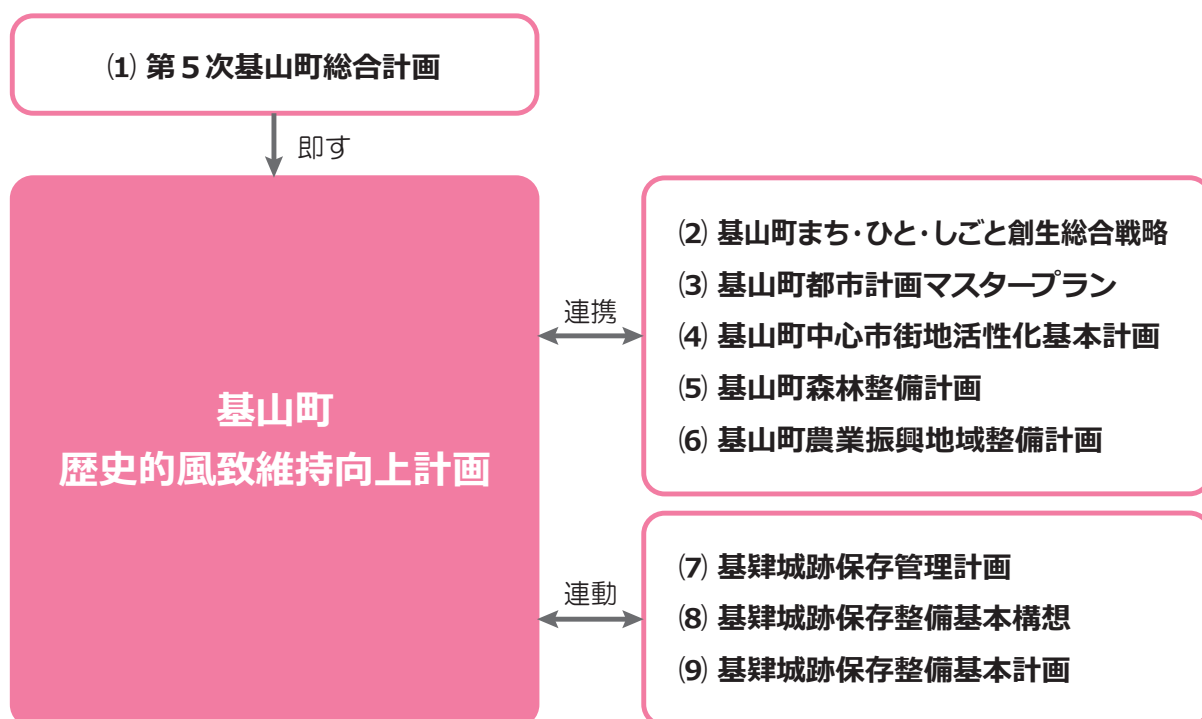 ⑴ 第５次基山町総合計画
即す
基山町
歴史的風致維持向上計画
連携
⑵ 基山町まち・ひと・しごと創生総合戦略
⑶ 基山町都市計画マスタープラン
⑷ 基山町中心市街地活性化基本計画
⑸ 基山町森林整備計画
⑹ 基山町農業振興地域整備計画
連動
⑺ 基肄城跡保存管理計画
⑻ 基肄城跡保存整備基本構想
⑼ 基肄城跡保存整備基本計画